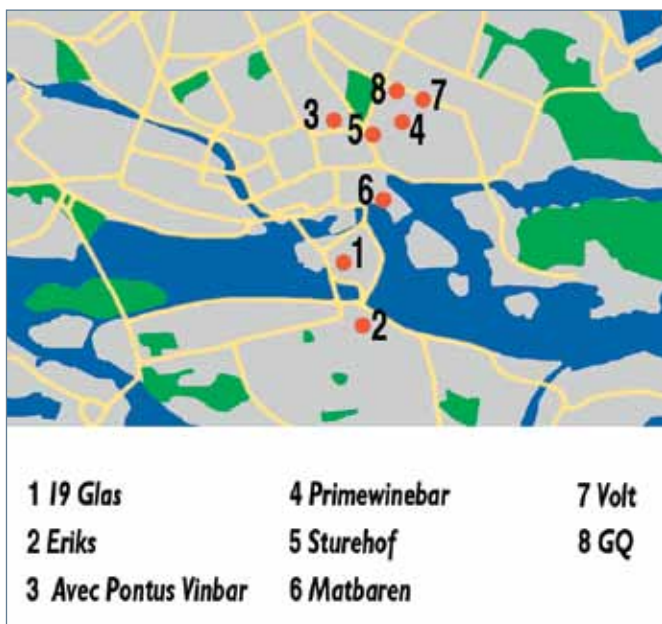 8
7
3
5
4
6
1
2
1 19 Glas
2 Eriks
3 Avec Pontus Vinbar
4 Primewinebar
5 Sturehof
6 Matbaren
7 Volt
8 GQ